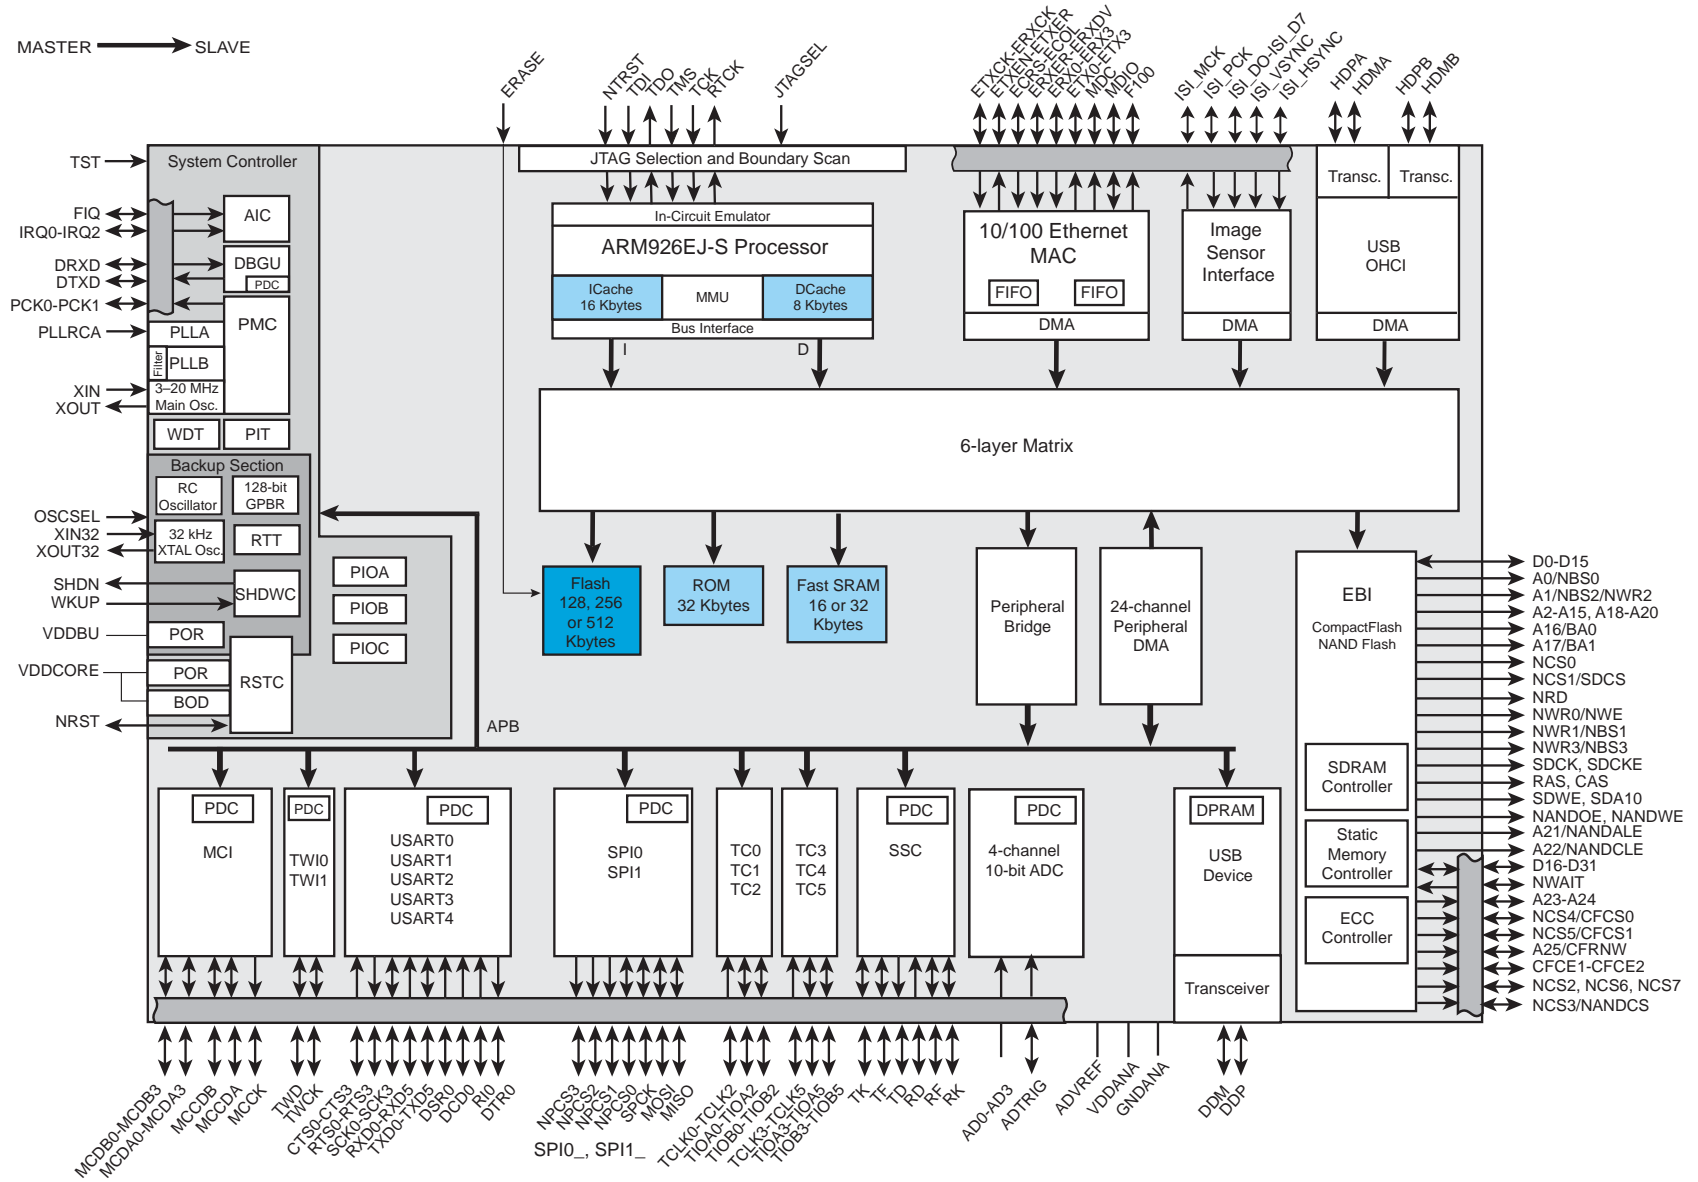 MASTER SLAVE
ERASE
NTRST
TDI
TDO
TMS
TCK
RTCK
JTAGSEL
ETXCK-ERXCK
ETXEN-ETXER
ECRS-ECOL
ERXER-ERXDV
ERX0-ERX3
ETX0-ETX3
MDC
MDIO
F100
ISI_MCK
ISI_PCK
ISI_DO-ISI_D7
ISI_VSYNC
ISI_HSYNC
HDPA
HDMA
HDPB
HDMB
TST
FIQ
IRQ0-IRQ2
DRXD
DTXD
PCK0-PCK1
PLLRCA
XIN
XOUT
OSCSEL
XIN32
XOUT32
SHDN
WKUP
VDDBU
VDDCORE
NRST
System Controller
AIC
DBGU
PDC
PMC
PLLA
Filter
PLLB
3–20 MHz
Main Osc.
WDT
PIT
Backup Section
RC
Oscillator
128-bit
GPBR
32 kHz
XTAL Osc.
RTT
SHDWC
POR
POR
BOD
RSTC
PIOA
PIOB
PIOC
JTAG Selection and Boundary Scan
In-Circuit Emulator
ARM926EJ-S Processor
ICache
16 Kbytes
MMU
DCache
8 Kbytes
Bus Interface
I
D
10/100 Ethernet
MAC
FIFO
FIFO
DMA
Image
Sensor
Interface
DMA
Transc.
Transc.
USB
OHCI
DMA
6-layer Matrix
Flash
128, 256
or 512
Kbytes
ROM
32 Kbytes
Fast SRAM
16 or 32
Kbytes
Peripheral
Bridge
24-channel
Peripheral
DMA
EBI
CompactFlash
NAND Flash
SDRAM
Controller
Static
Memory
Controller
ECC
Controller
D0-D15
A0/NBS0
A1/NBS2/NWR2
A2-A15, A18-A20
A16/BA0
A17/BA1
NCS0
NCS1/SDCS
NRD
NWR0/NWE
NWR1/NBS1
NWR3/NBS3
SDCK, SDCKE
RAS, CAS
SDWE, SDA10
NANDOE, NANDWE
A21/NANDALE
A22/NANDCLE
D16-D31
NWAIT
A23-A24
NCS4/CFCS0
NCS5/CFCS1
A25/CFRNW
CFCE1-CFCE2
NCS2, NCS6, NCS7
NCS3/NANDCS
APB
PDC
MCI
PDC
TWI0
TWI1
PDC
USART0
USART1
USART2
USART3
USART4
PDC
SPI0
SPI1
TC0
TC1
TC2
TC3
TC4
TC5
PDC
SSC
PDC
4-channel
10-bit ADC
DPRAM
USB
Device
Transceiver
MCDB0-MCDB3
MCDA0-MCDA3
MCCDB
MCCDA
MCCK
TWD
TWCK
CTS0-CTS3
RTS0-RTS3
SCK0-SCK3
RXD0-RXD5
TXD0-TXD5
DSR0
DCD0
RI0
DTR0
NPCS3
NPCS2
NPCS1
NPCS0
SPCK
MOSI
MISO
SPI0_, SPI1_
TCLK0-TCLK2
TIOA0-TIOA2
TIOB0-TIOB2
TCLK3-TCLK5
TIOA3-TIOA5
TIOB3-TIOB5
TK
TF
TD
RD
RF
RK
AD0-AD3
ADTRIG
ADVREF
VDDANA
GNDANA
DDM
DDP